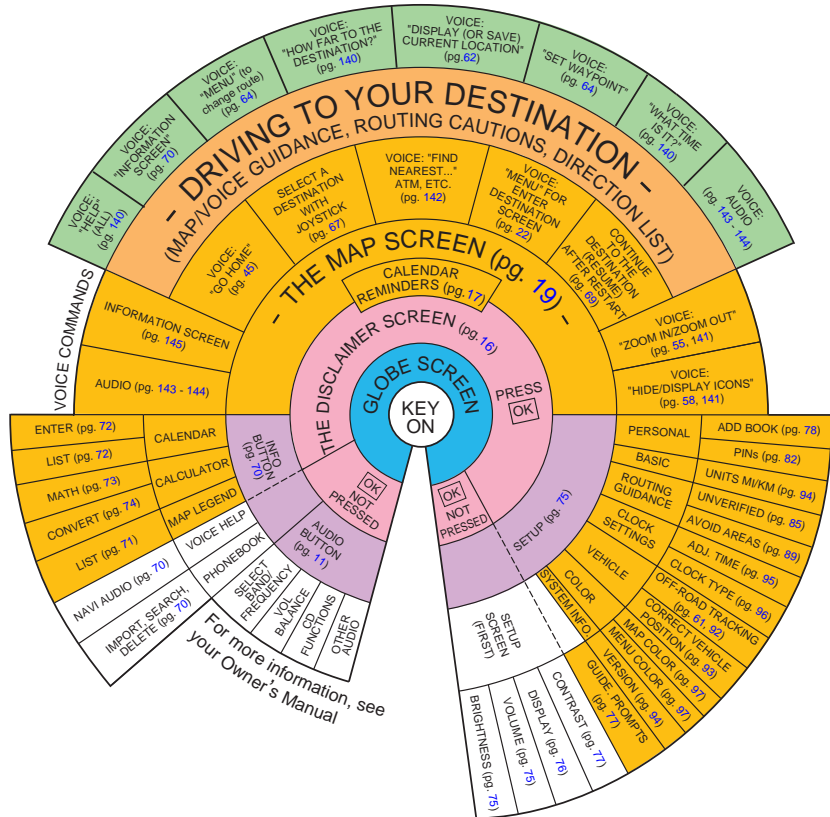 VOICE:
"HELP"
(ALL)
(pg. 140)
VOICE:
"INFORMATION
SCREEN"
(pg. 70)
VOICE:
"MENU" (to
change route)
(pg. 64)
VOICE:
"HOW FAR TO THE
DESTINATION?"
(pg. 140)
VOICE:
"DISPLAY (OR SAVE)
CURRENT LOCATION"
(pg.62)
VOICE:
"SET WAYPOINT"
(pg. 64)
VOICE:
"WHAT TIME
IS IT?"
(pg. 140)
VOICE:
AUDIO
(pg. 143 - 144)
- DRIVING TO YOUR DESTINATION -
(MAP/VOICE GUIDANCE, ROUTING CAUTIONS, DIRECTION LIST)
VOICE COMMANDS
AUDIO (pg. 143 - 144)
INFORMATION SCREEN
(pg. 145)
VOICE:
"GO HOME"
(pg. 45)
SELECT A
DESTINATION
WITH
JOYSTICK
(pg. 67)
VOICE: "FIND
NEAREST..."
ATM, ETC.
(pg. 142)
VOICE:
"MENU" FOR
ENTER
DESTINATION
SCREEN
(pg. 22)
CONTINUE
TO THE
DESTINATION
(RESUME)
AFTER RESTART
(pg. 69)
VOICE:
"ZOOM IN/ZOOM OUT"
(pg. 55, 141)
VOICE:
"HIDE/DISPLAY ICONS"
(pg. 58, 141)
- THE MAP SCREEN (pg. 19) -
CALENDAR
REMINDERS (pg.17)
THE DISCLAIMER SCREEN (pg.16)
PRESS
OK
GLOBE SCREEN
KEY
ON
OK
NOT
PRESSED
OK
NOT
PRESSED
INFO
BUTTON
(pg. 70)
AUDIO
BUTTON
(pg. 11)
CALENDAR
ENTER (pg. 72)
LIST (pg. 72)
CALCULATOR
MATH (pg. 73)
CONVERT (pg. 74)
MAP LEGEND
LIST (pg. 71)
VOICE HELP
NAVI AUDIO (pg. 70)
PHONEBOOK
IMPORT, SEARCH,
DELETE (pg. 70)
SELECT
BAND/
FREQUENCY
VOL
BALANCE
CD
FUNCTIONS
OTHER
AUDIO
For more information, see
your Owner's Manual
SETUP (pg. 75)
PERSONAL
ADD BOOK (pg. 78)
PINs (pg. 82)
BASIC
UNITS MI/KM (pg. 94)
ROUTING
GUIDANCE
UNVERIFIED (pg. 85)
AVOID AREAS (pg. 89)
CLOCK
SETTINGS
ADJ. TIME (pg. 95)
CLOCK TYPE (pg. 96)
VEHICLE
OFF-ROAD TRACKING
(pg. 61, 92)
CORRECT VEHICLE
POSITION (pg. 93)
COLOR
MAP COLOR (pg. 97)
MENU COLOR (pg. 97)
SYSTEM INFO.
VERSION (pg. 94)
GUIDE. PROMPTS
(pg. 77)
SETUP
SCREEN
(FIRST)
CONTRAST (pg. 77)
DISPLAY (pg. 76)
VOLUME (pg. 75)
BRIGHTNESS (pg. 75)